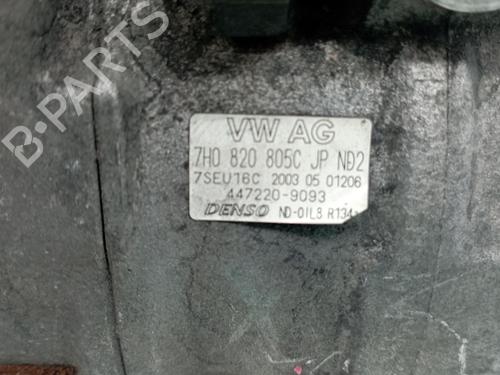 B-PARTS
VW AG
7H0 820 805C JP ND2
7SEU16C 2003 05 01206
447220-9093
DENSO ND-OIL8 R134a